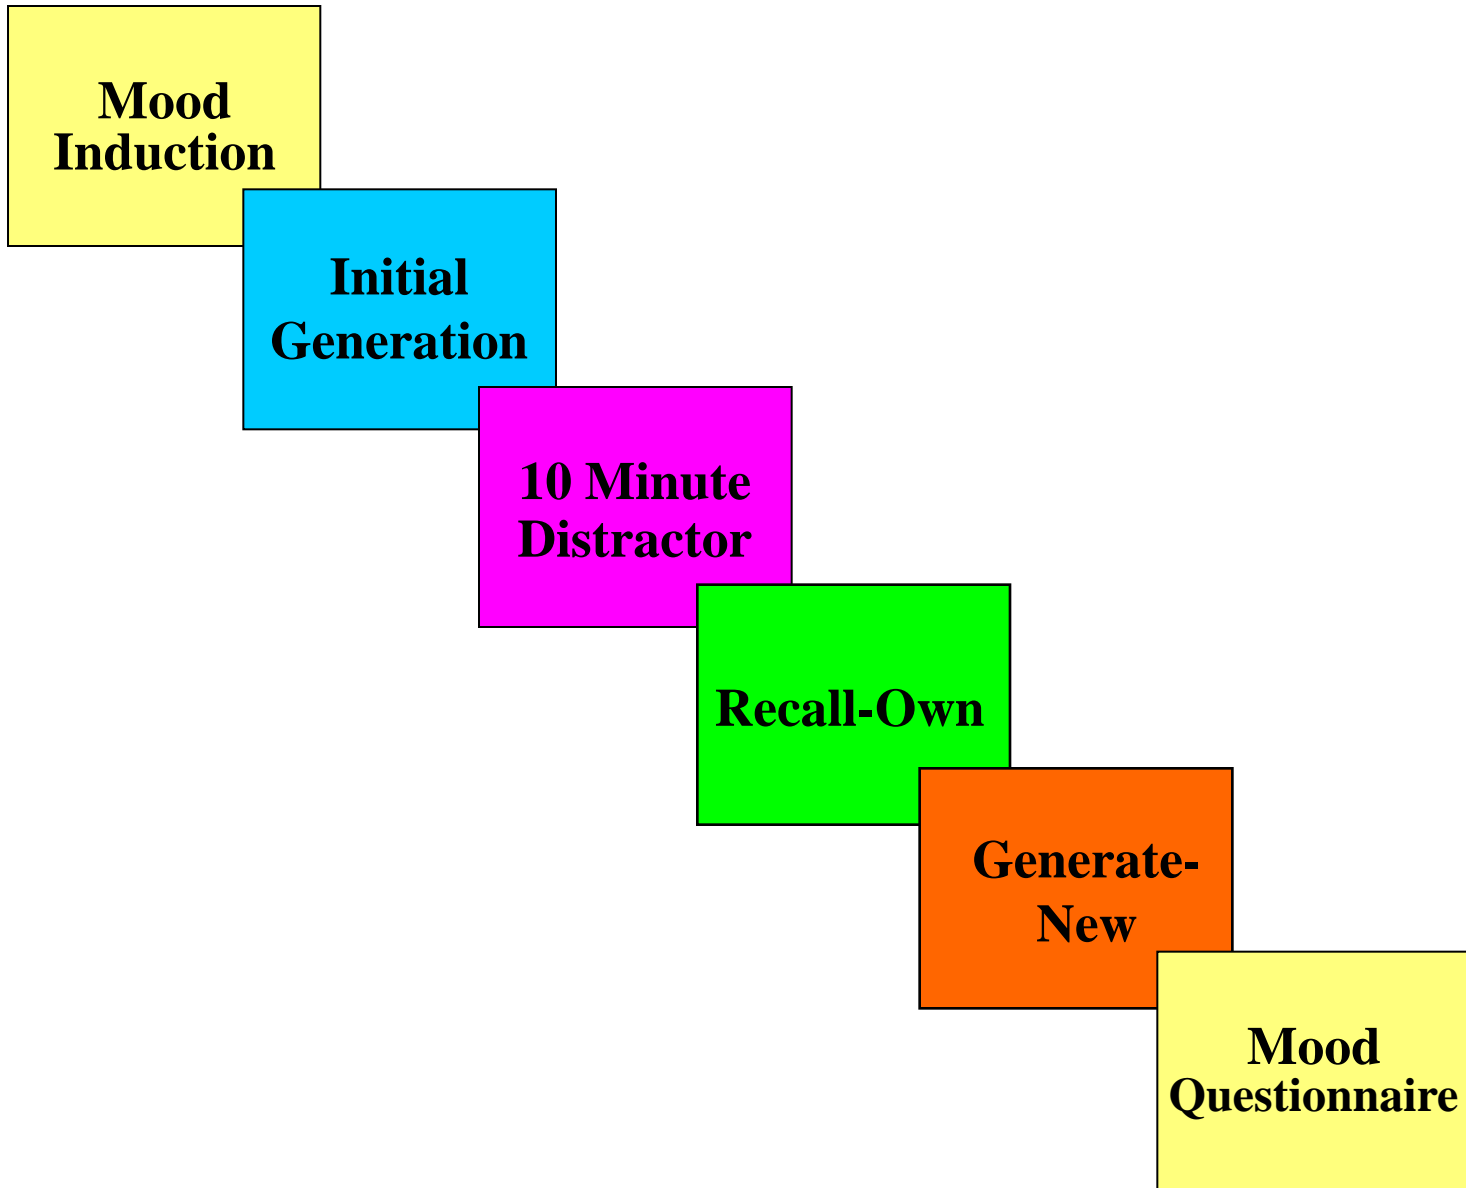 Mood
Induction
Initial
Generation
10 Minute
Distractor
Recall-Own
Generate-
New
Mood
Questionnaire